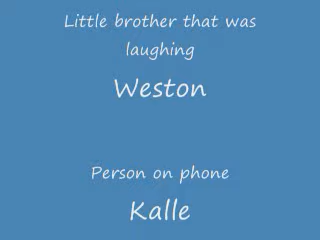 Little brother that was
laughing
Weston
Person on phone
Kalle